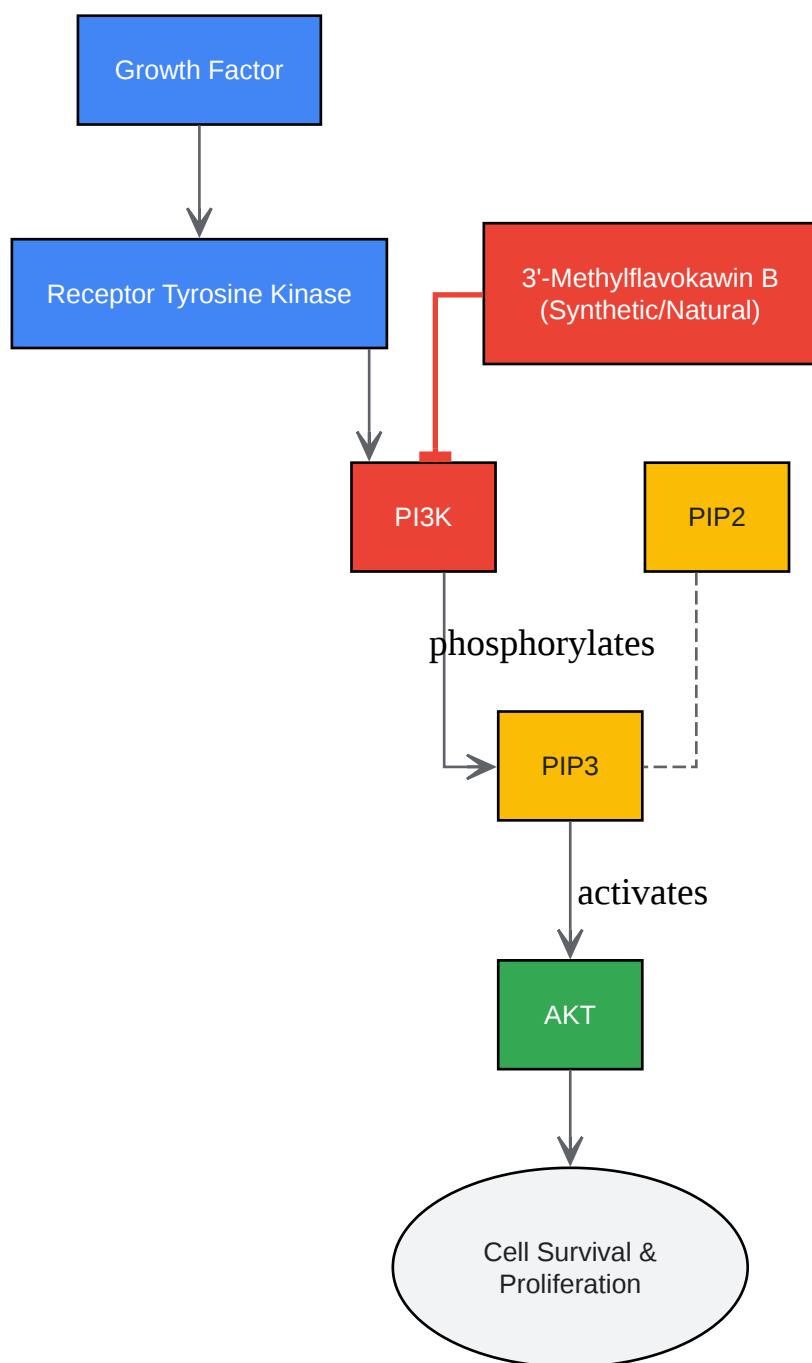 Growth Factor
Receptor Tyrosine Kinase
3'-Methylflavokawin B
(Synthetic/Natural)
PI3K
PIP2
phosphorylates
PIP3
activates
AKT
Cell Survival &
Proliferation